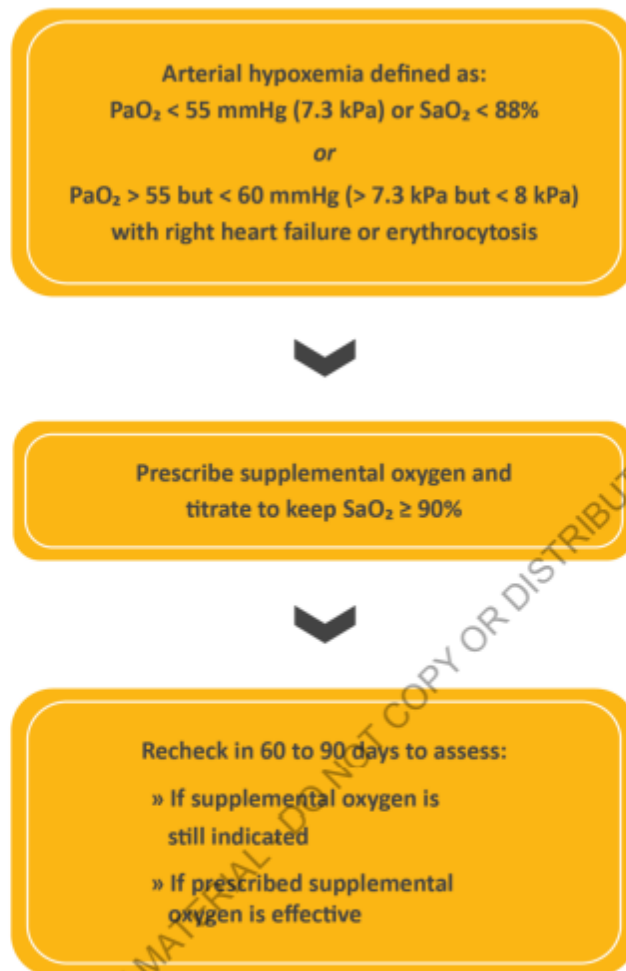 Arterial hypoxemia defined as:
PaO₂ < 55 mmHg (7.3 kPa) or SaO₂ < 88%
or
PaO₂ > 55 but < 60 mmHg (> 7.3 kPa but < 8 kPa)
with right heart failure or erythrocytosis
Prescribe supplemental oxygen and
titrate to keep SaO₂ ≥ 90%
Recheck in 60 to 90 days to assess:
» If supplemental oxygen is
still indicated
» If prescribed supplemental
oxygen is effective
MATERIAL - DO NOT COPY OR DISTRIBUT